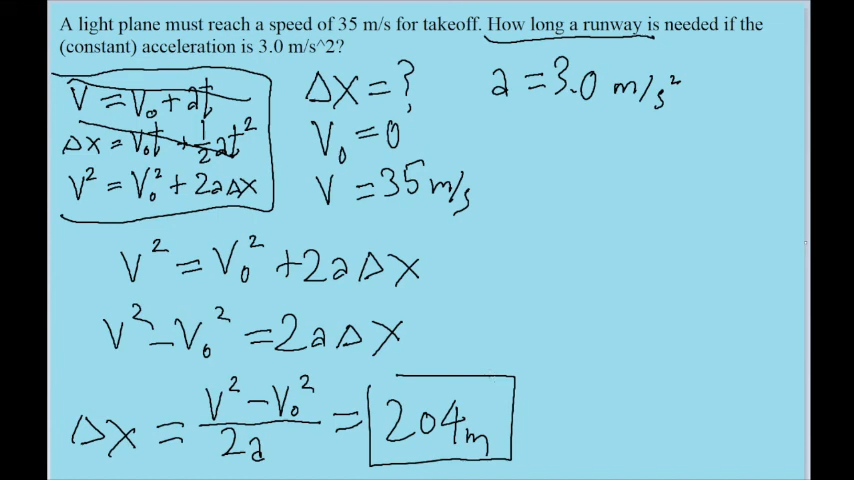 A light plane must reach a speed of 35 m/s for takeoff. How long a runway is needed if the
(constant) acceleration is 3.0 m/s^2?
V = V₀ + at
Δx = V₀t + 1/2 at²
V² = V₀² + 2aΔx
Δx = ?
V₀ = 0
V = 35 m/s
a = 3.0 m/s²
V² = V₀² + 2aΔx
V² - V₀² = 2aΔx
Δx = V² - V₀² / 2a = 204 m